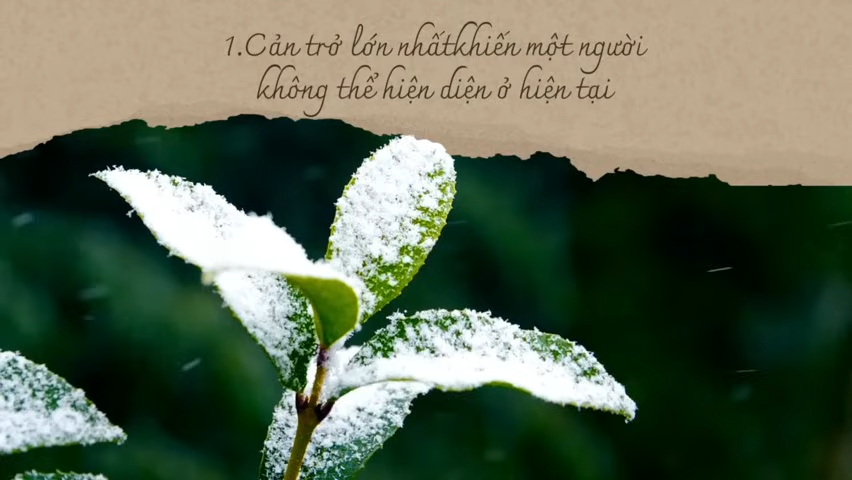 1.Cản trở lớn nhấtkhiến một người
không thể hiện diện ở hiện tại